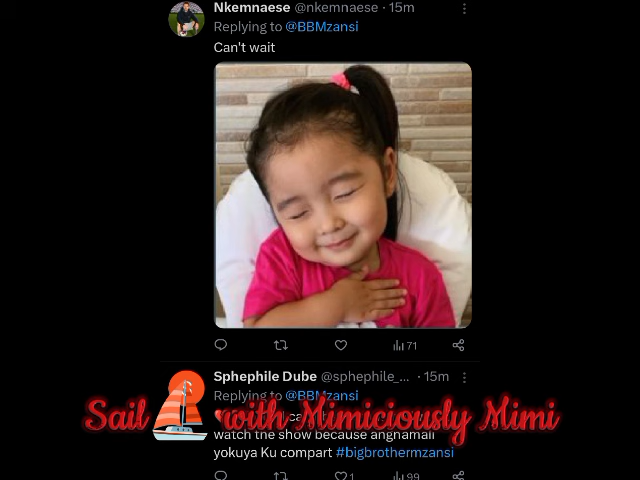 Nkemnaese @nkemnaese · 15m
Replying to @BBMzansi
Can't wait
71
Sphephile Dube @sphephile_... · 15m
Replying to @BBMzansi
Sail with Mimiciously Mimi
watch the show because angnamali
yokuya Ku compart #bigbrothermzansi
1 99